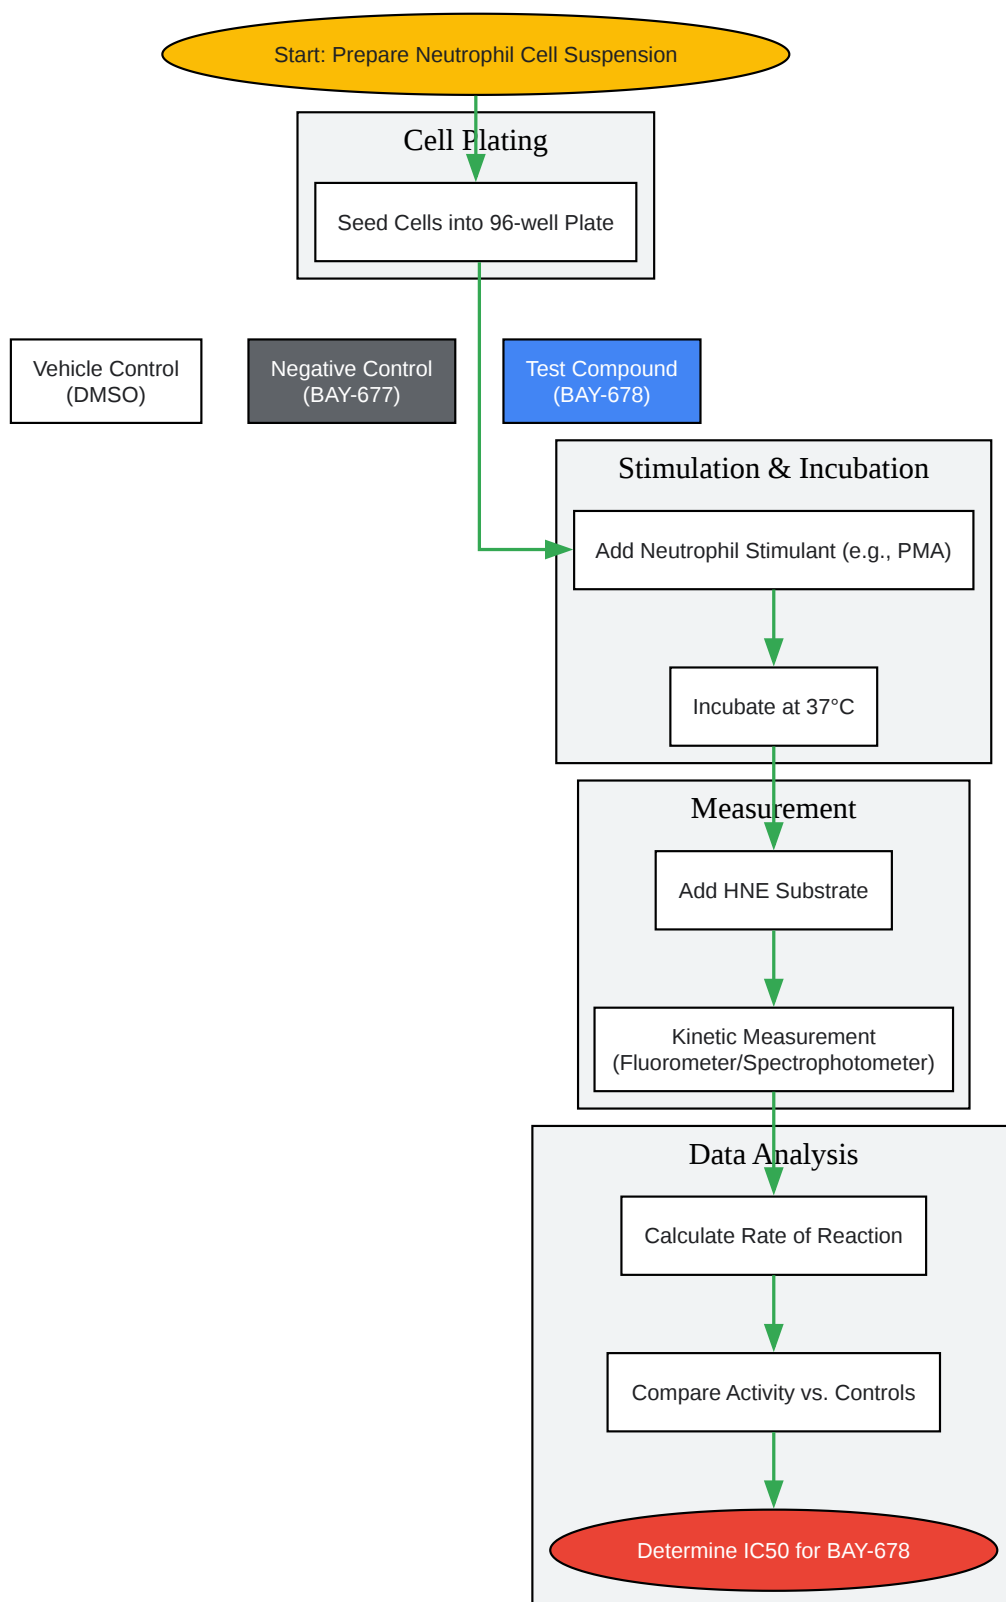 Start: Prepare Neutrophil Cell Suspension
Cell Plating
Seed Cells into 96-well Plate
Vehicle Control
(DMSO)
Negative Control
(BAY-677)
Test Compound
(BAY-678)
Stimulation & Incubation
Add Neutrophil Stimulant (e.g., PMA)
Incubate at 37°C
Measurement
Add HNE Substrate
Kinetic Measurement
(Fluorometer/Spectrophotometer)
Data Analysis
Calculate Rate of Reaction
Compare Activity vs. Controls
Determine IC50 for BAY-678